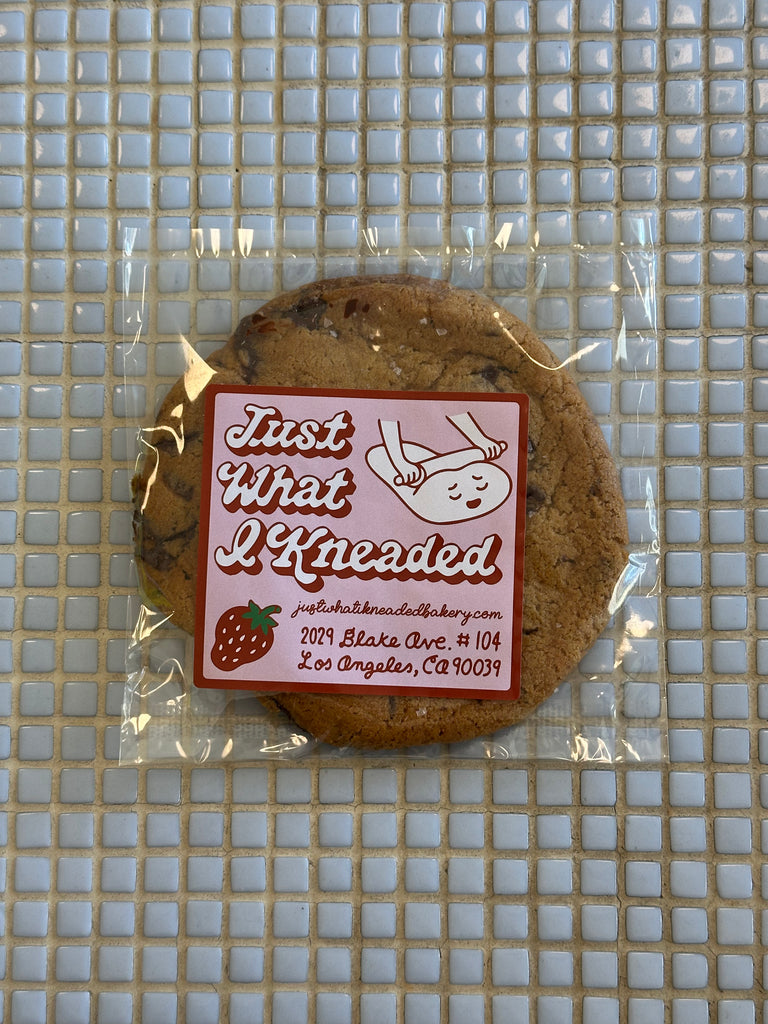 Just
What
I Kneaded
justwhatikneadedbakery.com
2029 Blake Ave. # 104
Los Angeles, CA 90039